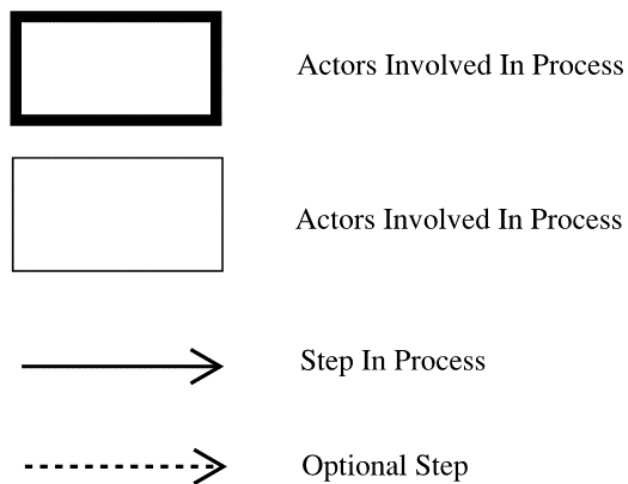 Actors Involved In Process
Actors Involved In Process
Step In Process
Optional Step